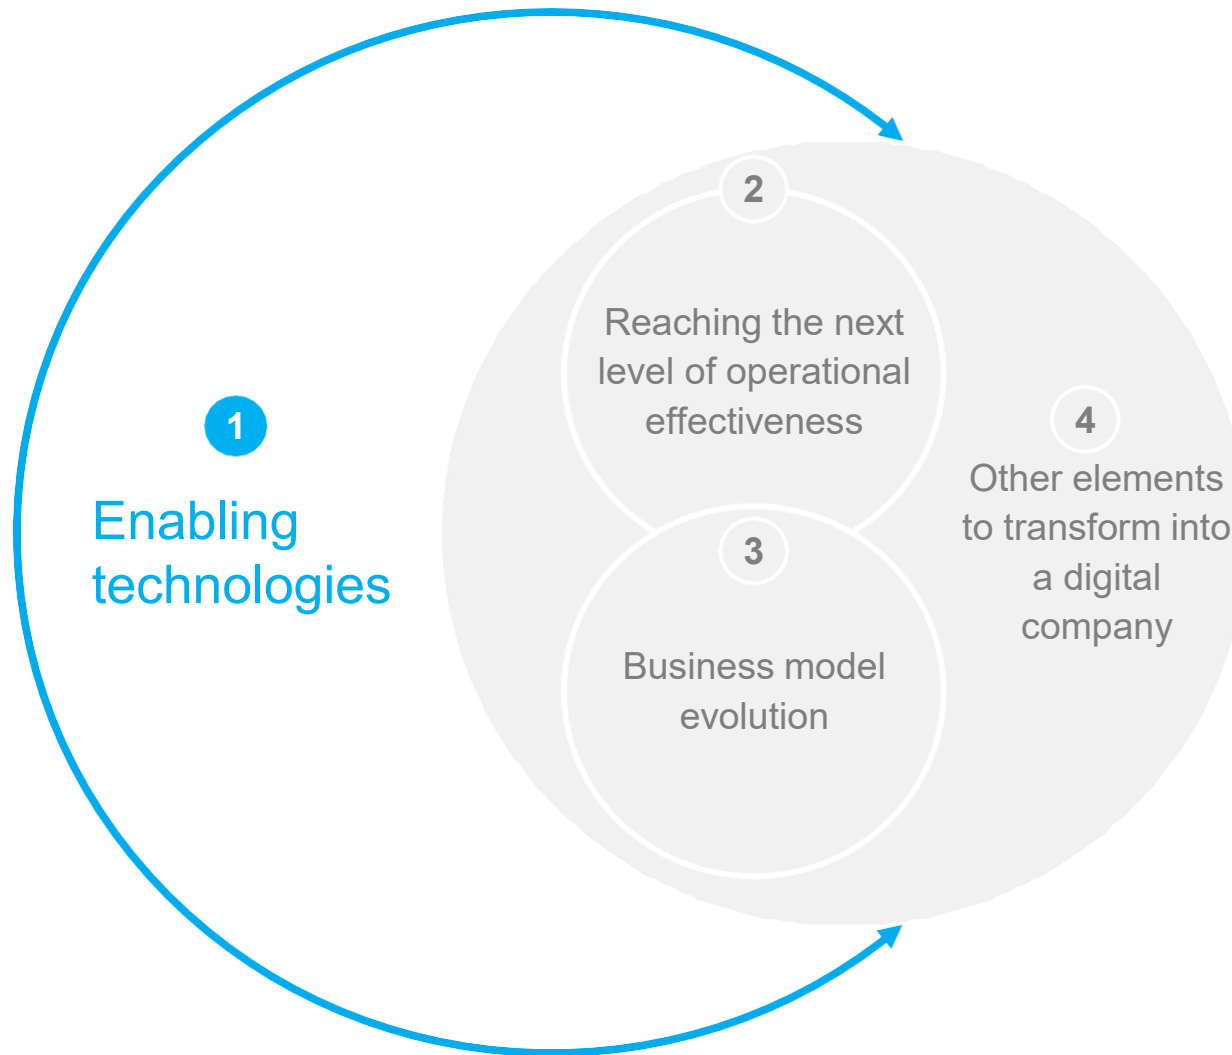 1
Enabling
technologies
2
Reaching the next
level of operational
effectiveness
3
Business model
evolution
4
Other elements
to transform into
a digital
company